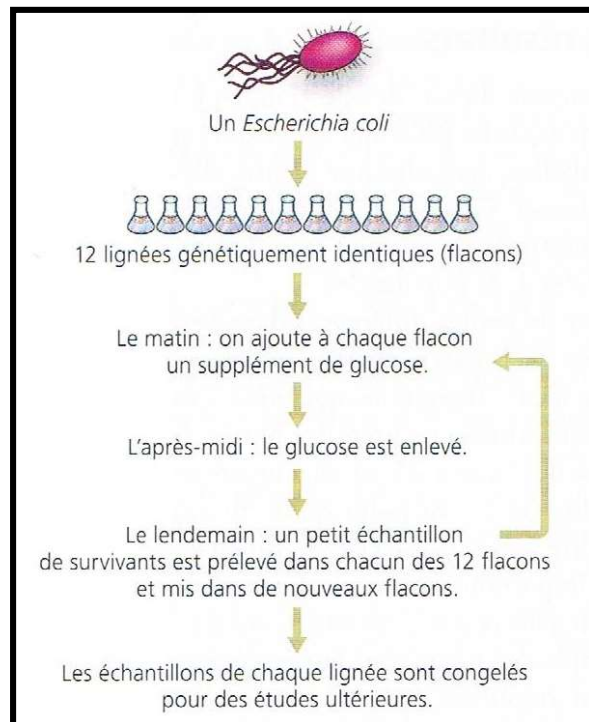 Un Escherichia coli
12 lignées génétiquement identiques (flacons)
Le matin : on ajoute à chaque flacon
un supplément de glucose.
L'après-midi : le glucose est enlevé.
Le lendemain : un petit échantillon
de survivants est prélevé dans chacun des 12 flacons
et mis dans de nouveaux flacons.
Les échantillons de chaque lignée sont congelés
pour des études ultérieures.